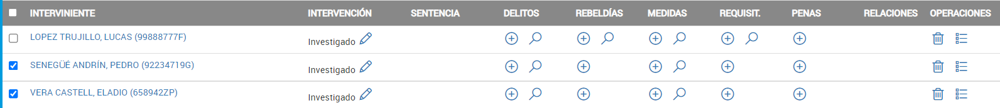 INTERVINIENTE INTERVENCIÓN SENTENCIA DELITOS REBELDÍAS MEDIDAS REQUISIT. PENAS RELACIONES OPERACIONES
LOPEZ TRUJILLO, LUCAS (99888777F) Investigado
SENEGÜÉ ANDRÍN, PEDRO (92234719G) Investigado
VERA CASTELL, ELADIO (658942ZP) Investigado